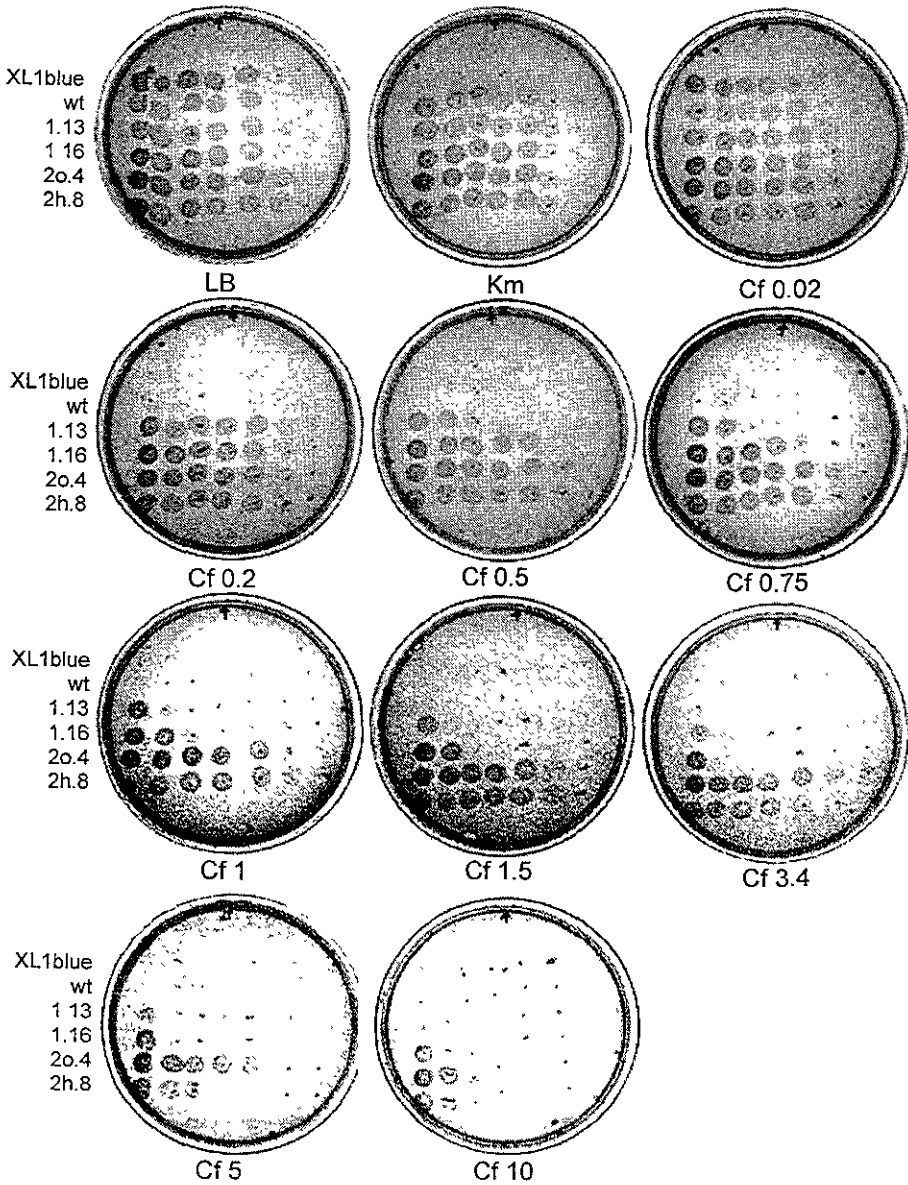 XL1blue
wt
1.13
1 16
2o.4
2h.8
LB Km Cf 0.02
XL1blue
wt
1.13
1.16
2o.4
2h.8
Cf 0.2 Cf 0.5 Cf 0.75
XL1blue
wt
1.13
1.16
2o.4
2h.8
Cf 1 Cf 1.5 Cf 3.4
XL1blue
wt
1 13
1.16
2o.4
2h.8
Cf 5 Cf 10